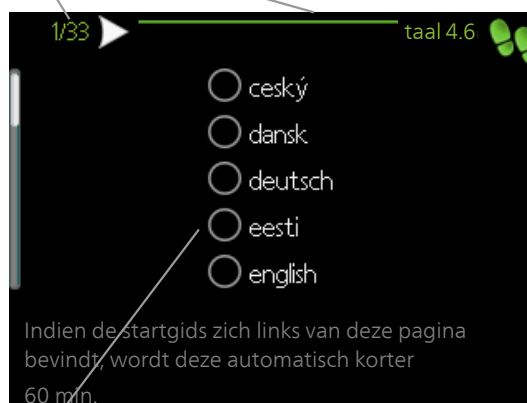 1/33
taal 4.6
ceský
dansk
deutsch
eesti
english
Indien de startgids zich links van deze pagina
bevindt, wordt deze automatisch korter
60 min.